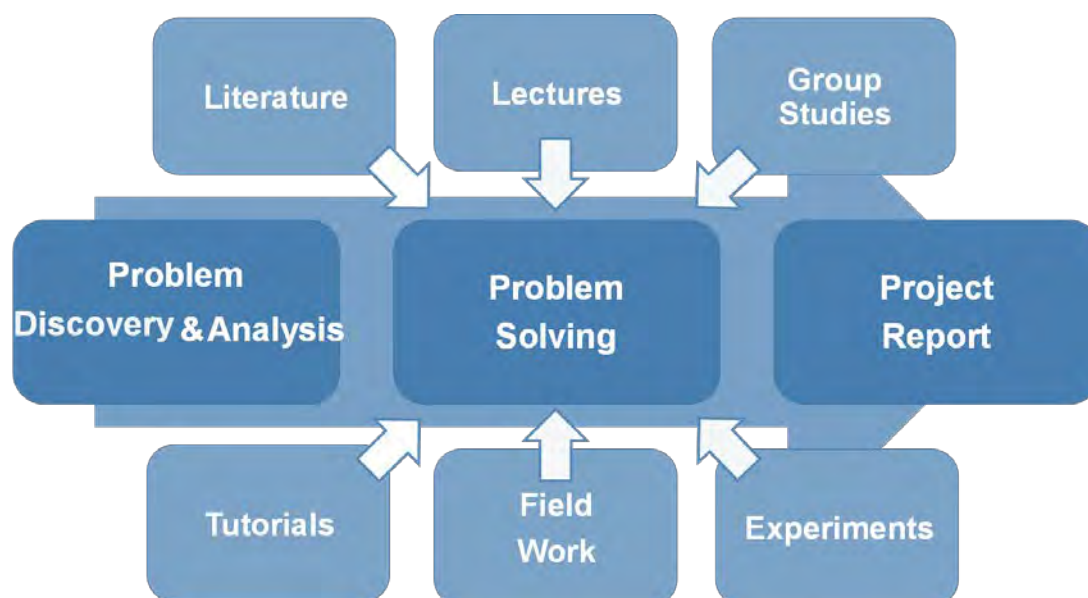 Literature
Lectures
Group
Studies
Problem
Discovery & Analysis
Problem
Solving
Project
Report
Tutorials
Field
Work
Experiments